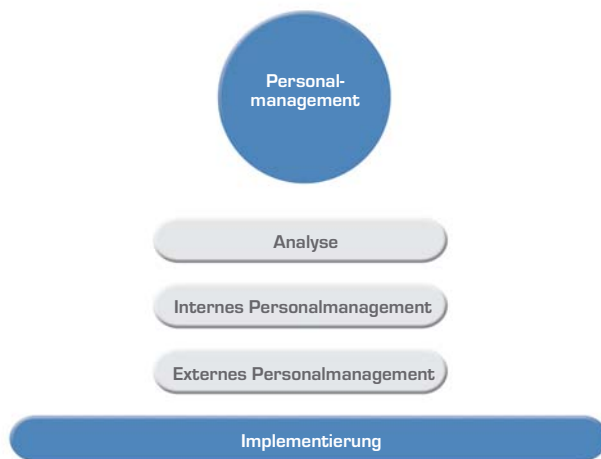 Personal-
management
Analyse
Internes Personalmanagement
Externes Personalmanagement
Implementierung